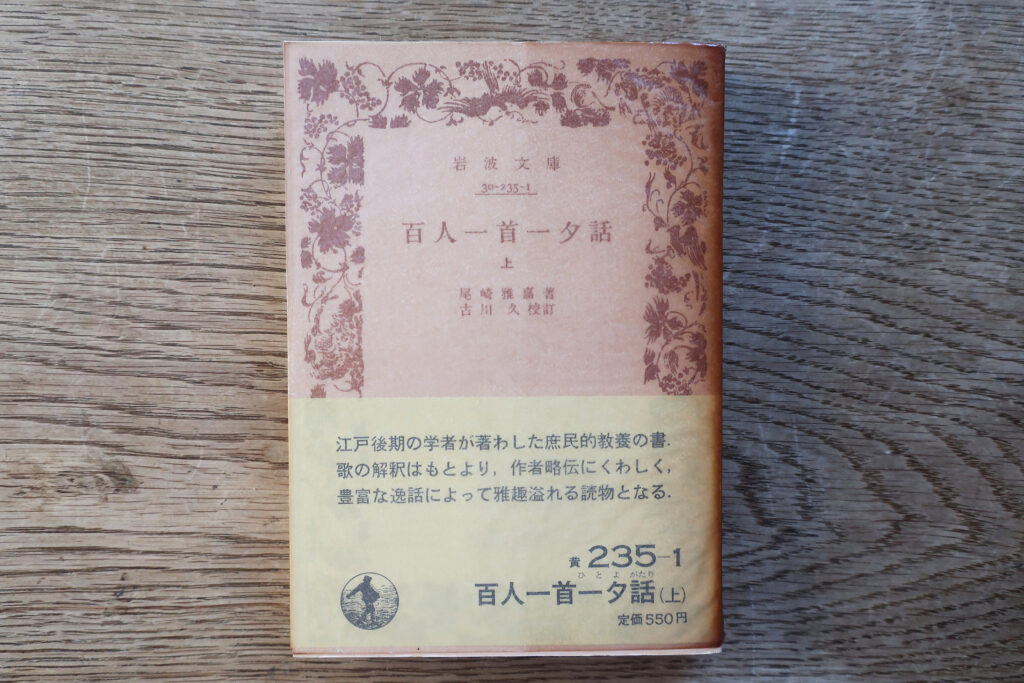 岩波文庫
30-235-1
百人一首一夕話
上
尾崎雅嘉著
古川久校訂
江戸後期の学者が著わした庶民的教養の書.
歌の解釈はもとより, 作者略伝にくわしく,
豊富な逸話によって雅趣溢れる読物となる.
黄 235-1
ひとよがたり
百人一首一夕話(上)
定価550円